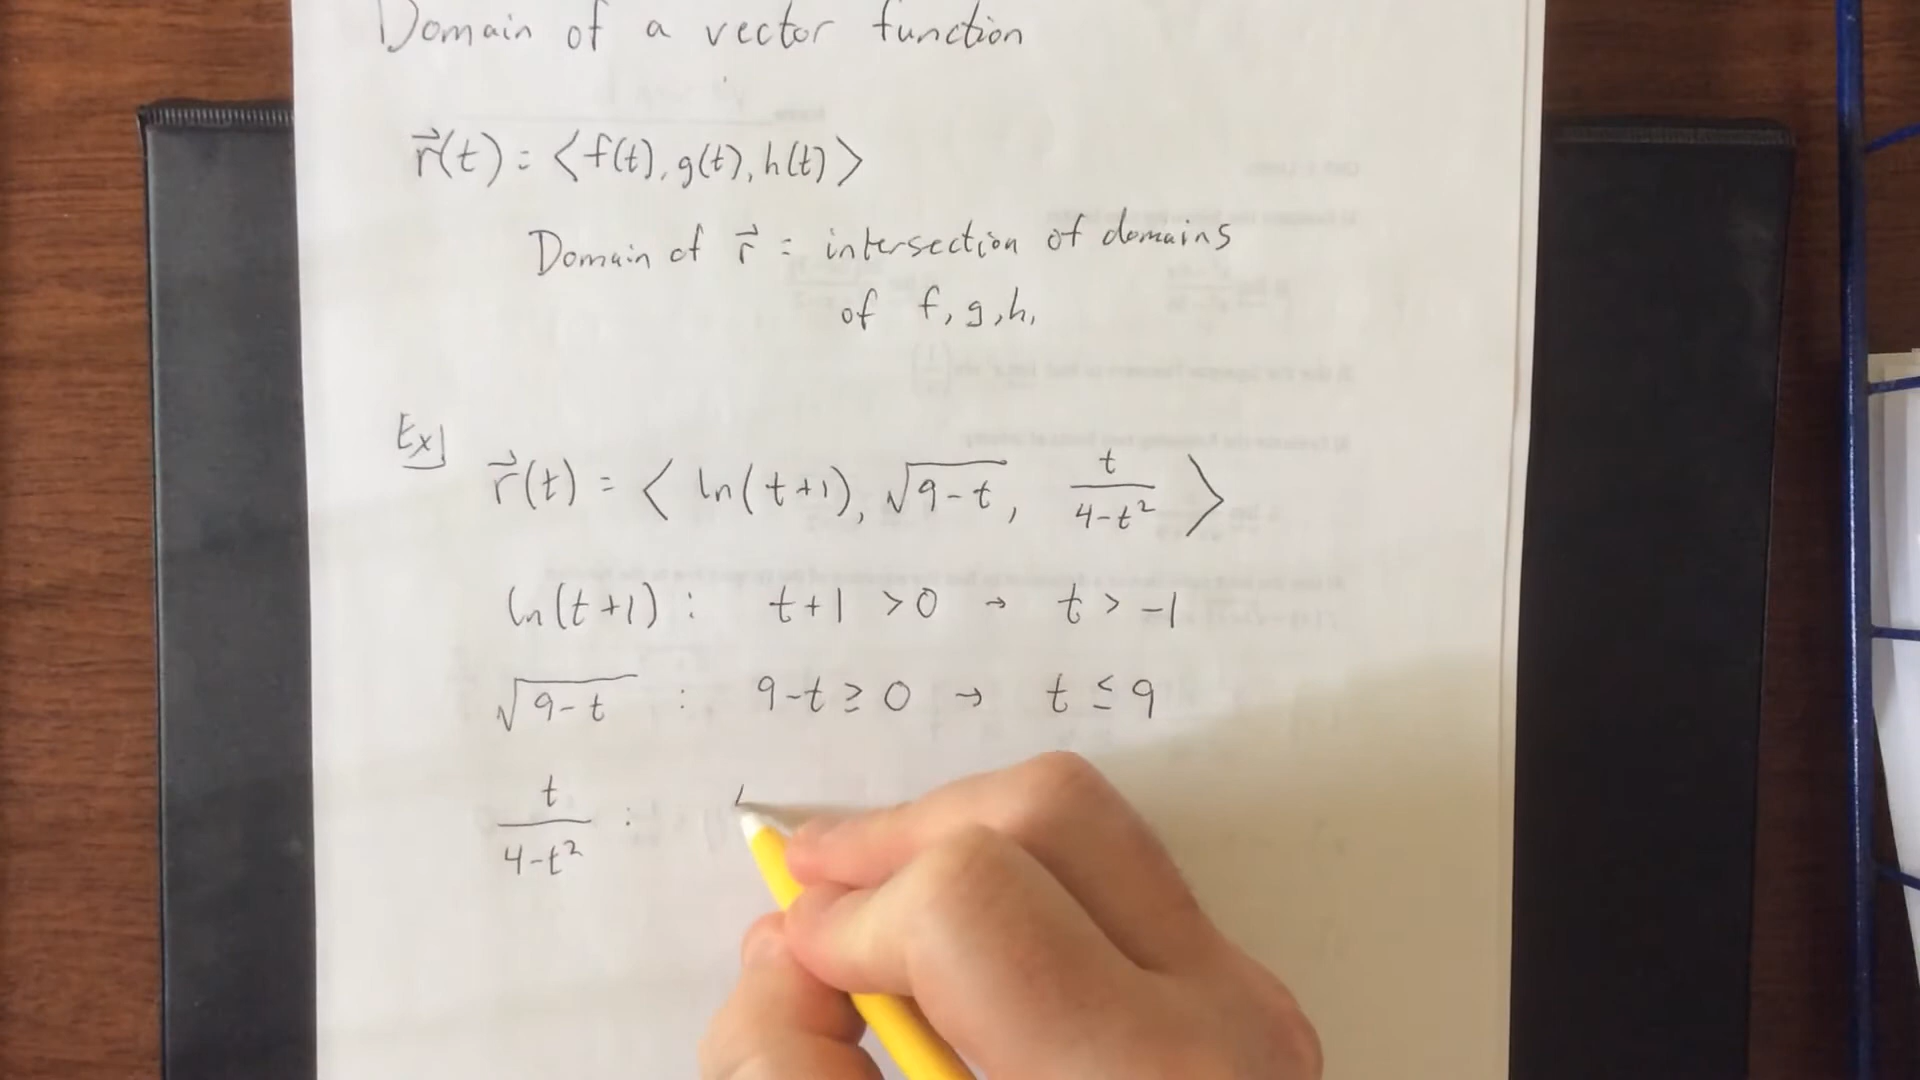 Domain of a vector function
r⃗(t) = ⟨f(t), g(t), h(t)⟩
Domain of r⃗ = intersection of domains
of f, g, h.
Ex]
r⃗(t) = ⟨ ln(t+1), √(9-t), t/(4-t²) ⟩
ln(t+1) : t+1 > 0 → t > -1
√(9-t) : 9-t ≥ 0 → t ≤ 9
t/(4-t²) :